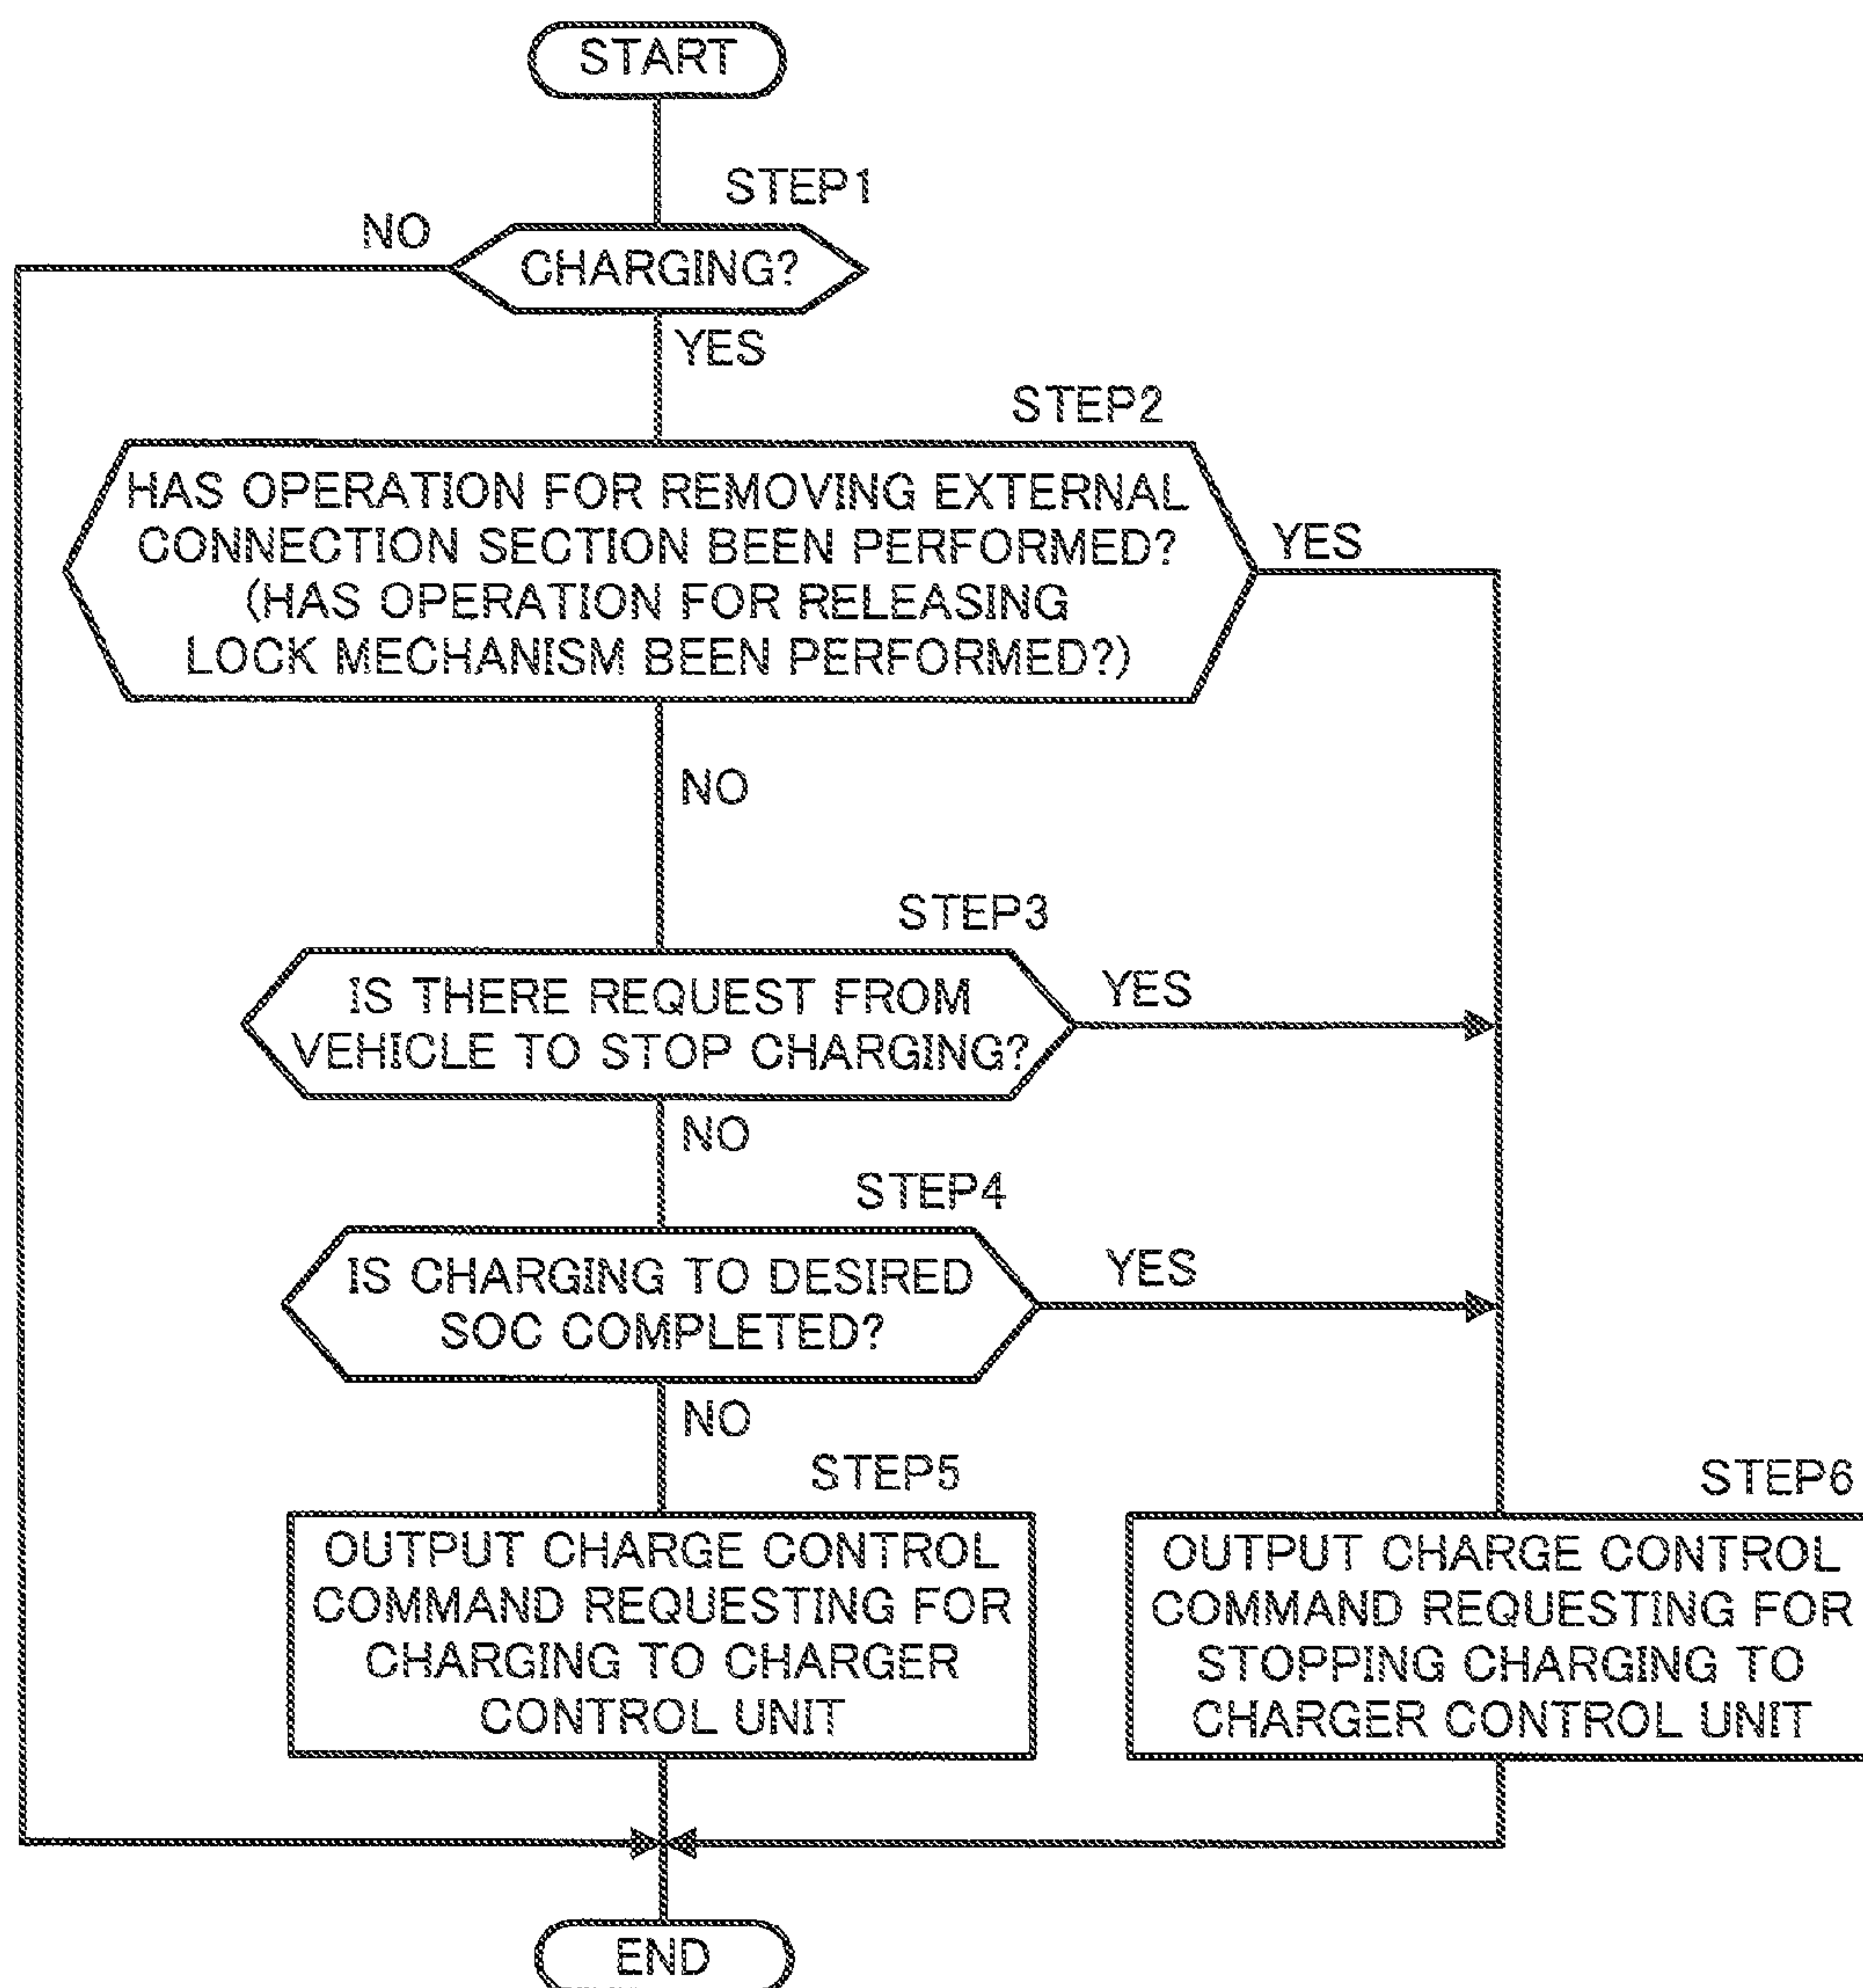 START
STEP1
NO
CHARGING?
YES
STEP2
HAS OPERATION FOR REMOVING EXTERNAL
CONNECTION SECTION BEEN PERFORMED?
(HAS OPERATION FOR RELEASING
LOCK MECHANISM BEEN PERFORMED?)
YES
NO
STEP3
IS THERE REQUEST FROM
VEHICLE TO STOP CHARGING?
YES
NO
STEP4
IS CHARGING TO DESIRED
SOC COMPLETED?
YES
NO
STEP5
OUTPUT CHARGE CONTROL
COMMAND REQUESTING FOR
CHARGING TO CHARGER
CONTROL UNIT
STEP6
OUTPUT CHARGE CONTROL
COMMAND REQUESTING FOR
STOPPING CHARGING TO
CHARGER CONTROL UNIT
END